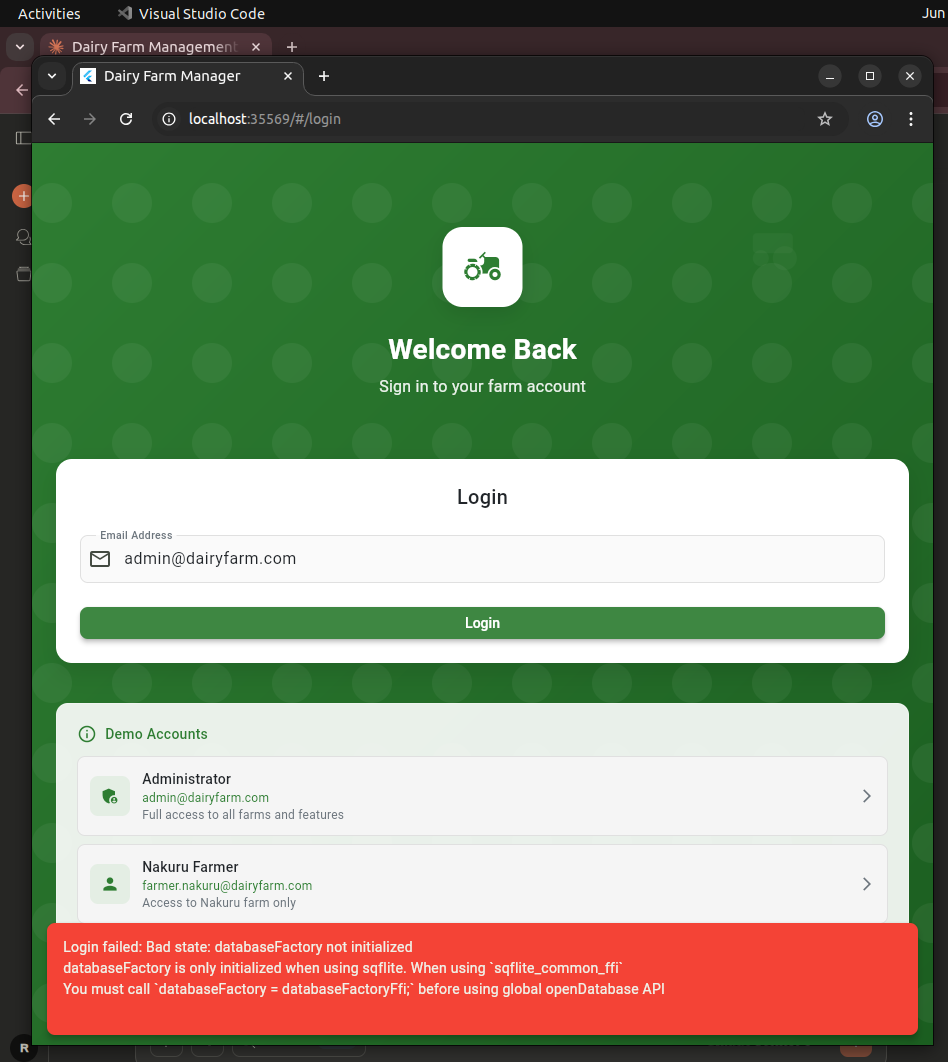 Activities
Visual Studio Code
Jun
Dairy Farm Management
Dairy Farm Manager
localhost:35569/#/login
Welcome Back
Sign in to your farm account
Login
Email Address
admin@dairyfarm.com
Login
Demo Accounts
Administrator
admin@dairyfarm.com
Full access to all farms and features
Nakuru Farmer
farmer.nakuru@dairyfarm.com
Access to Nakuru farm only
Login failed: Bad state: databaseFactory not initialized
databaseFactory is only initialized when using sqflite. When using `sqflite_common_ffi`
You must call `databaseFactory = databaseFactoryFfi;` before using global openDatabase API
R